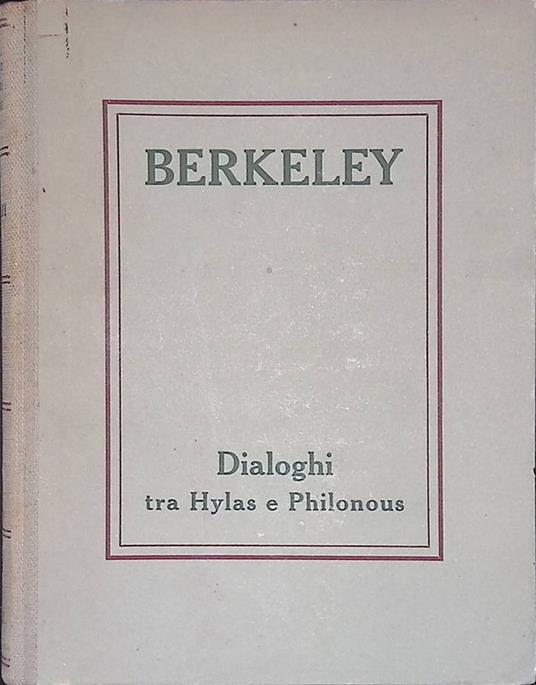 BERKELEY
Dialoghi
tra Hylas e Philonous